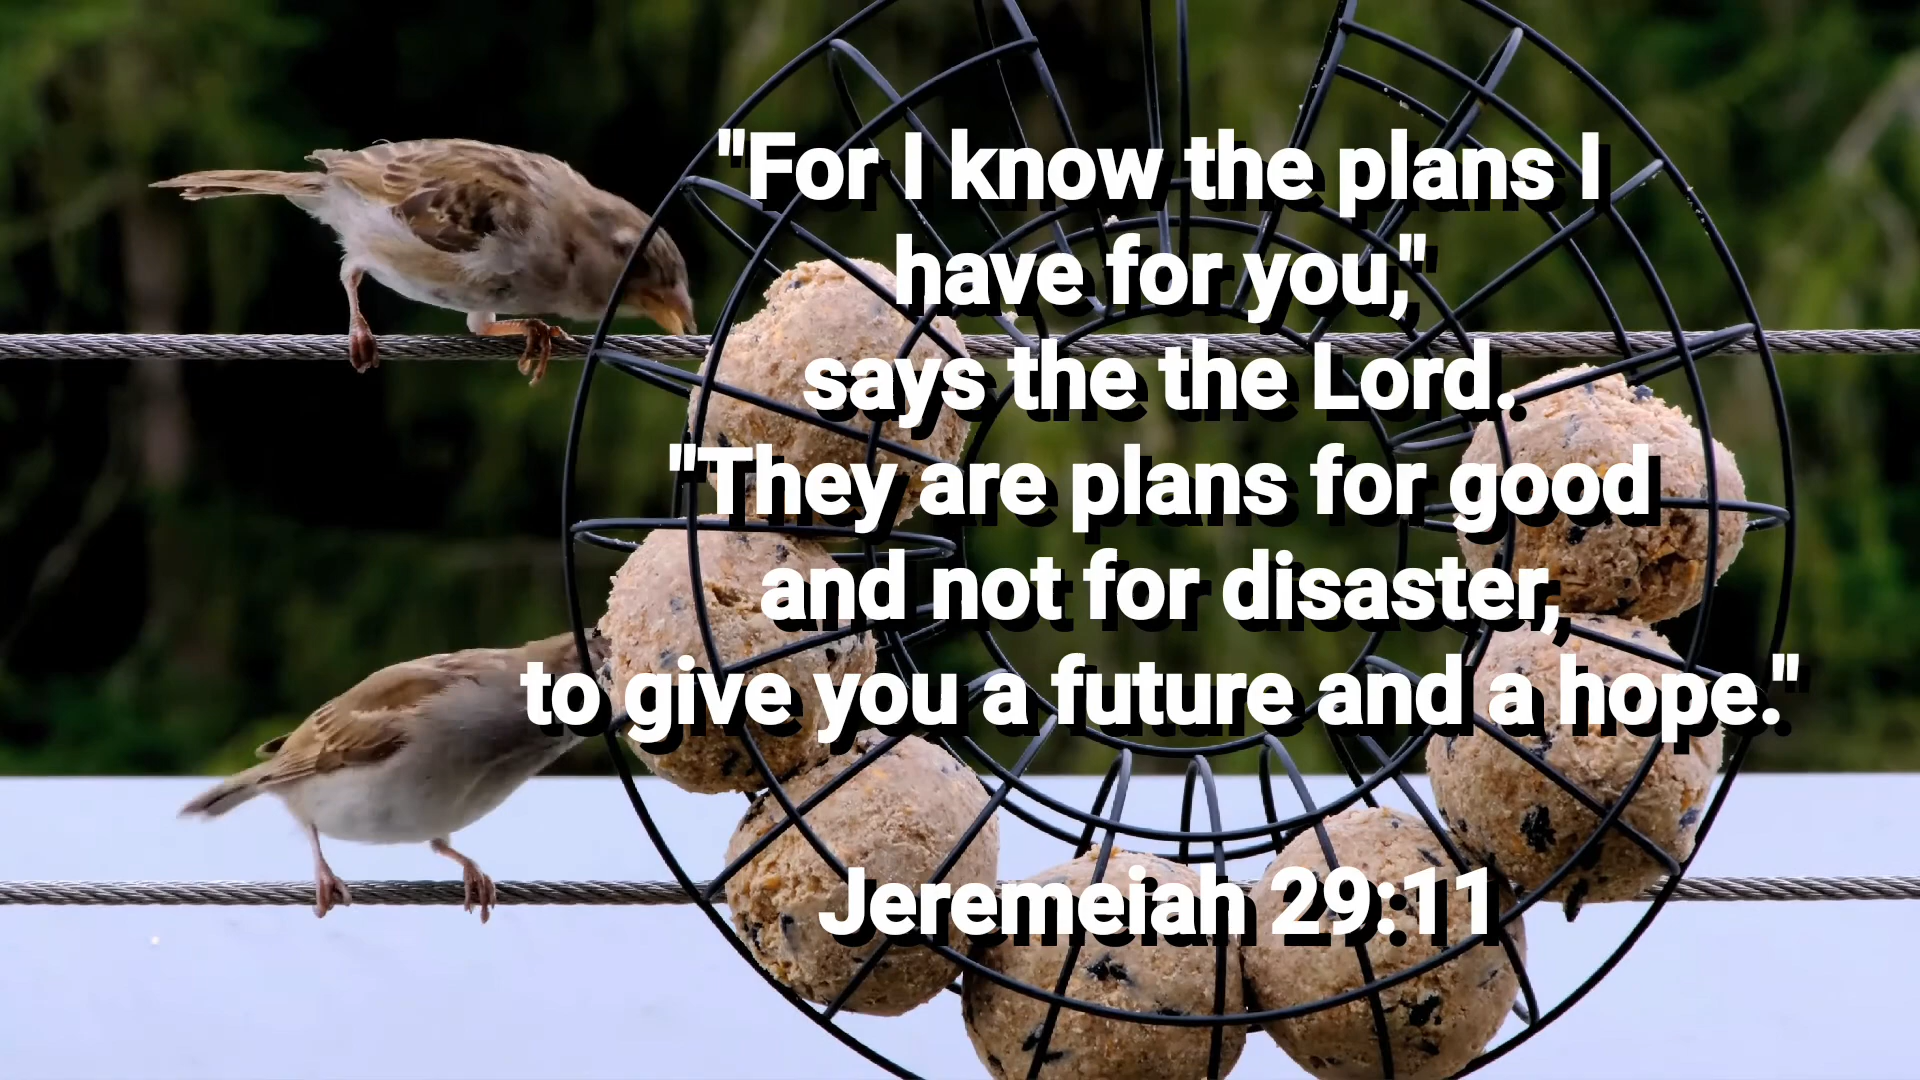 "For I know the plans I
have for you,"
says the the Lord.
"They are plans for good
and not for disaster,
to give you a future and a hope."
Jeremeiah 29:11